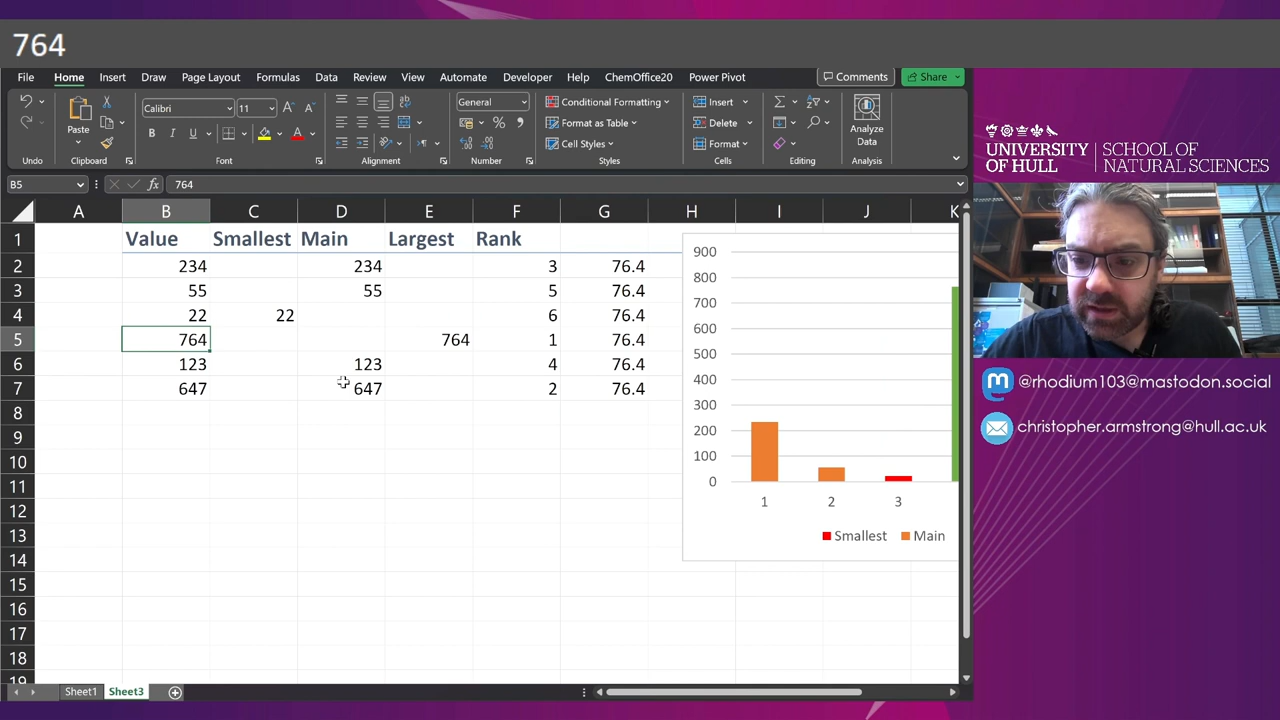 764
File Home Insert Draw Page Layout Formulas Data Review View Automate Developer Help ChemOffice20 Power Pivot Comments Share
Calibri 11 General Conditional Formatting Insert
Paste Format as Table Delete Analyze Data
B I U A Cell Styles Format
Undo Clipboard Font Alignment Number Styles Cells Editing Analysis
B5 fx 764
A B C D E F G H I J K
1 Value Smallest Main Largest Rank
2 234 234 3 76.4
3 55 55 5 76.4
4 22 22 6 76.4
5 764 764 1 76.4
6 123 123 4 76.4
7 647 647 2 76.4
8
9
10
11
12
13
14
15
16
17
18
900
800
700
600
500
400
300
200
100
0
1 2 3
Smallest Main
Sheet1 Sheet3
UNIVERSITY OF HULL
SCHOOL OF NATURAL SCIENCES
@rhodium103@mastodon.social
christopher.armstrong@hull.ac.uk